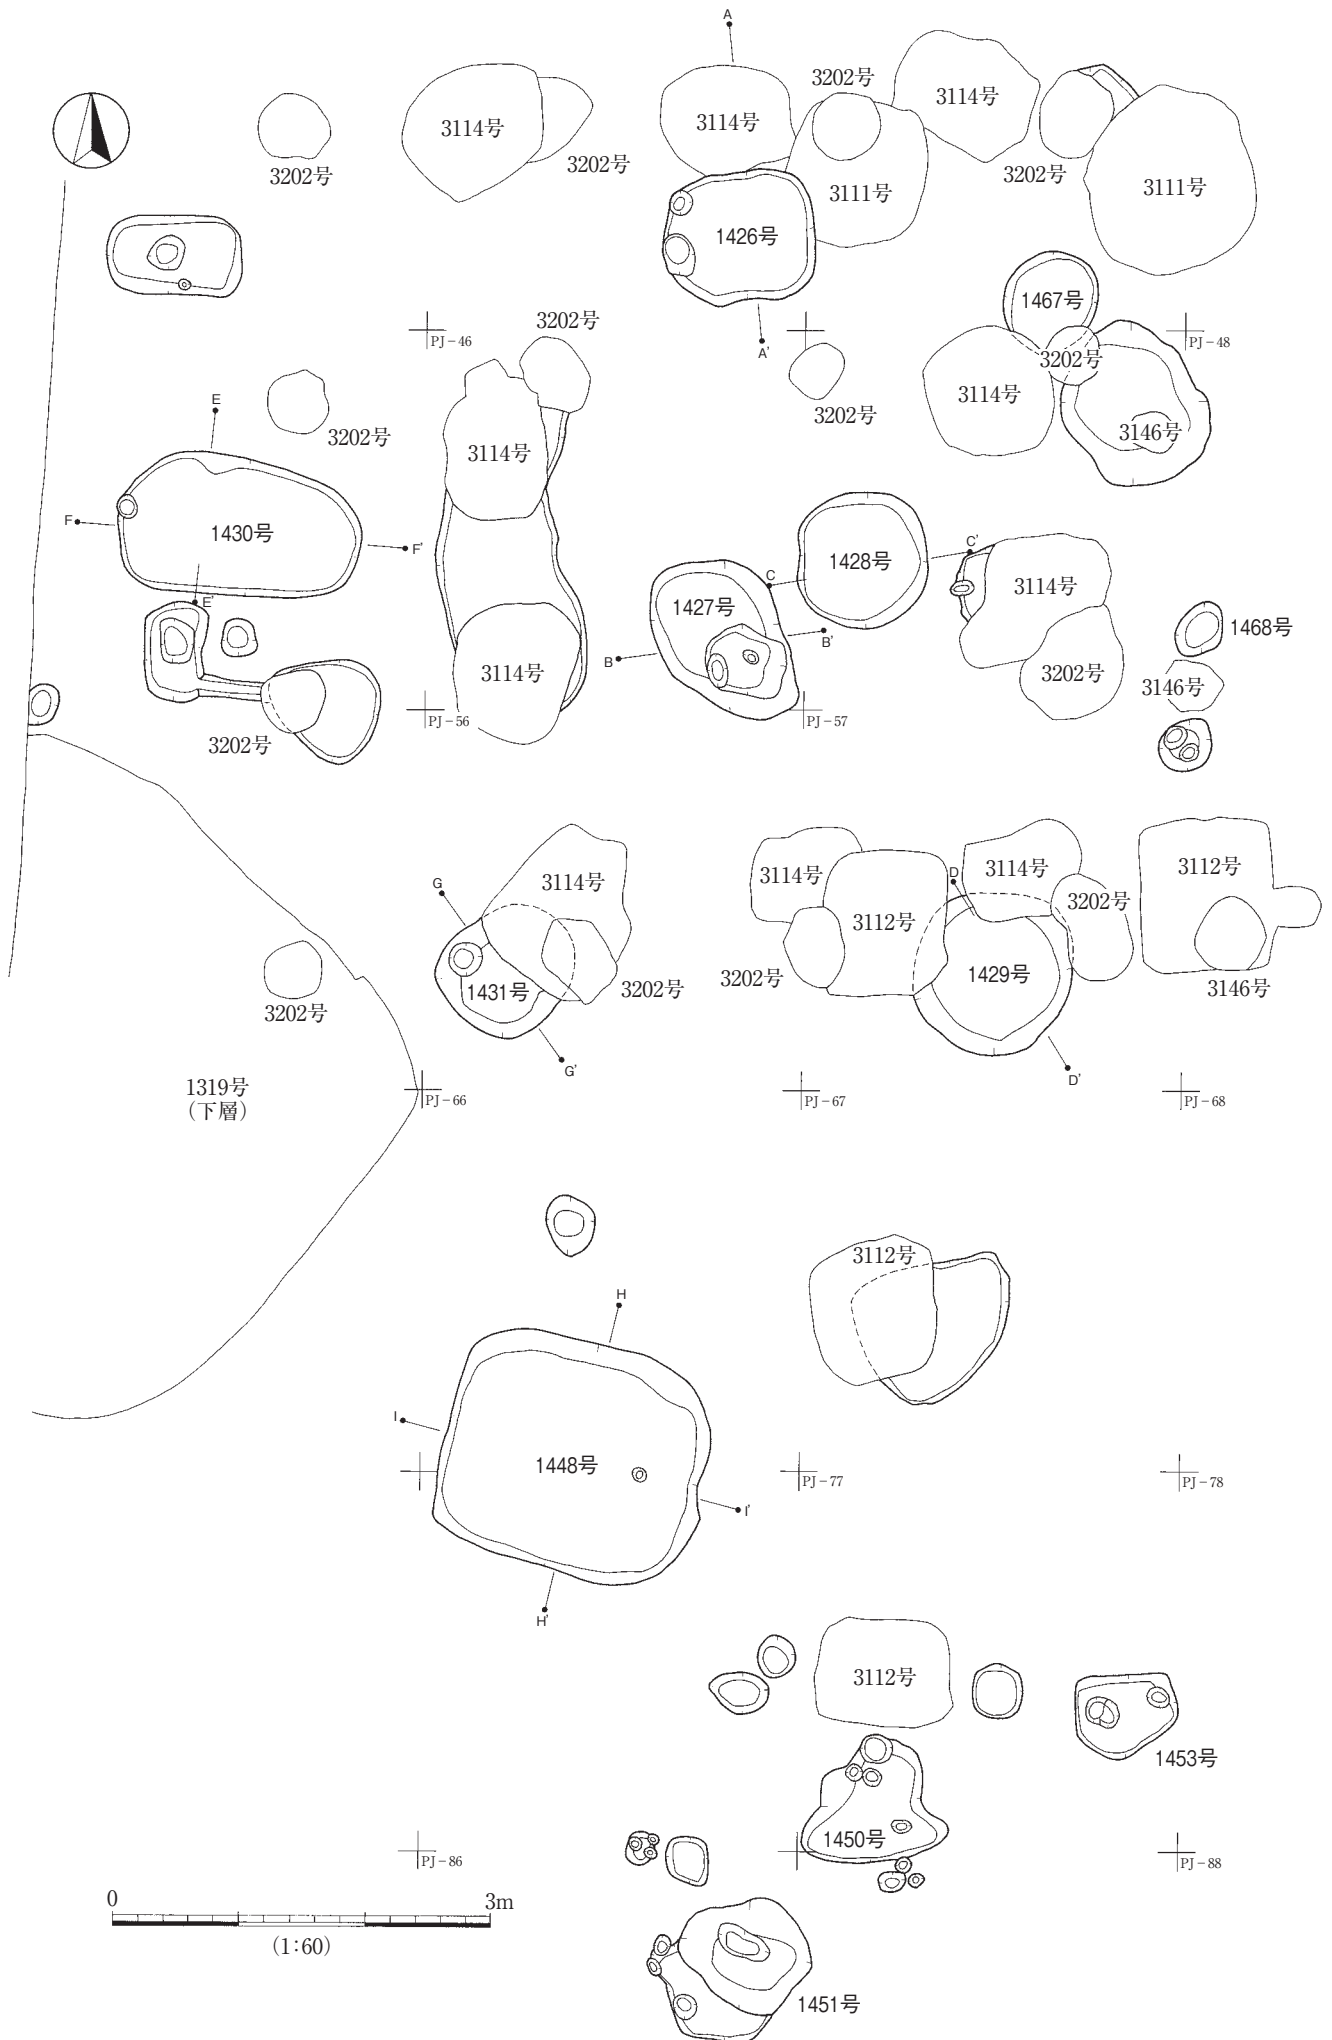 A
3202号
3114号
3114号
3114号
3114号
3202号
3202号
3202号
3111号
3111号
1426号
1467号
PJ-46
3202号
A'
PJ-48
3202号
3202号
3114号
3146号
E
3202号
3114号
F
1430号
F'
1428号
C'
C
3114号
1427号
E'
B'
1468号
B
3114号
3202号
3146号
PJ-56
PJ-57
3202号
3114号
3114号
3114号
3112号
G
D
3202号
3112号
1429号
3202号
1431号
3202号
3146号
3202号
G'
D'
1319号
(下層)
PJ-66
PJ-67
PJ-68
3112号
H
I
1448号
PJ-77
PJ-78
I'
H'
3112号
1453号
1450号
PJ-86
PJ-88
0
3m
(1:60)
1451号